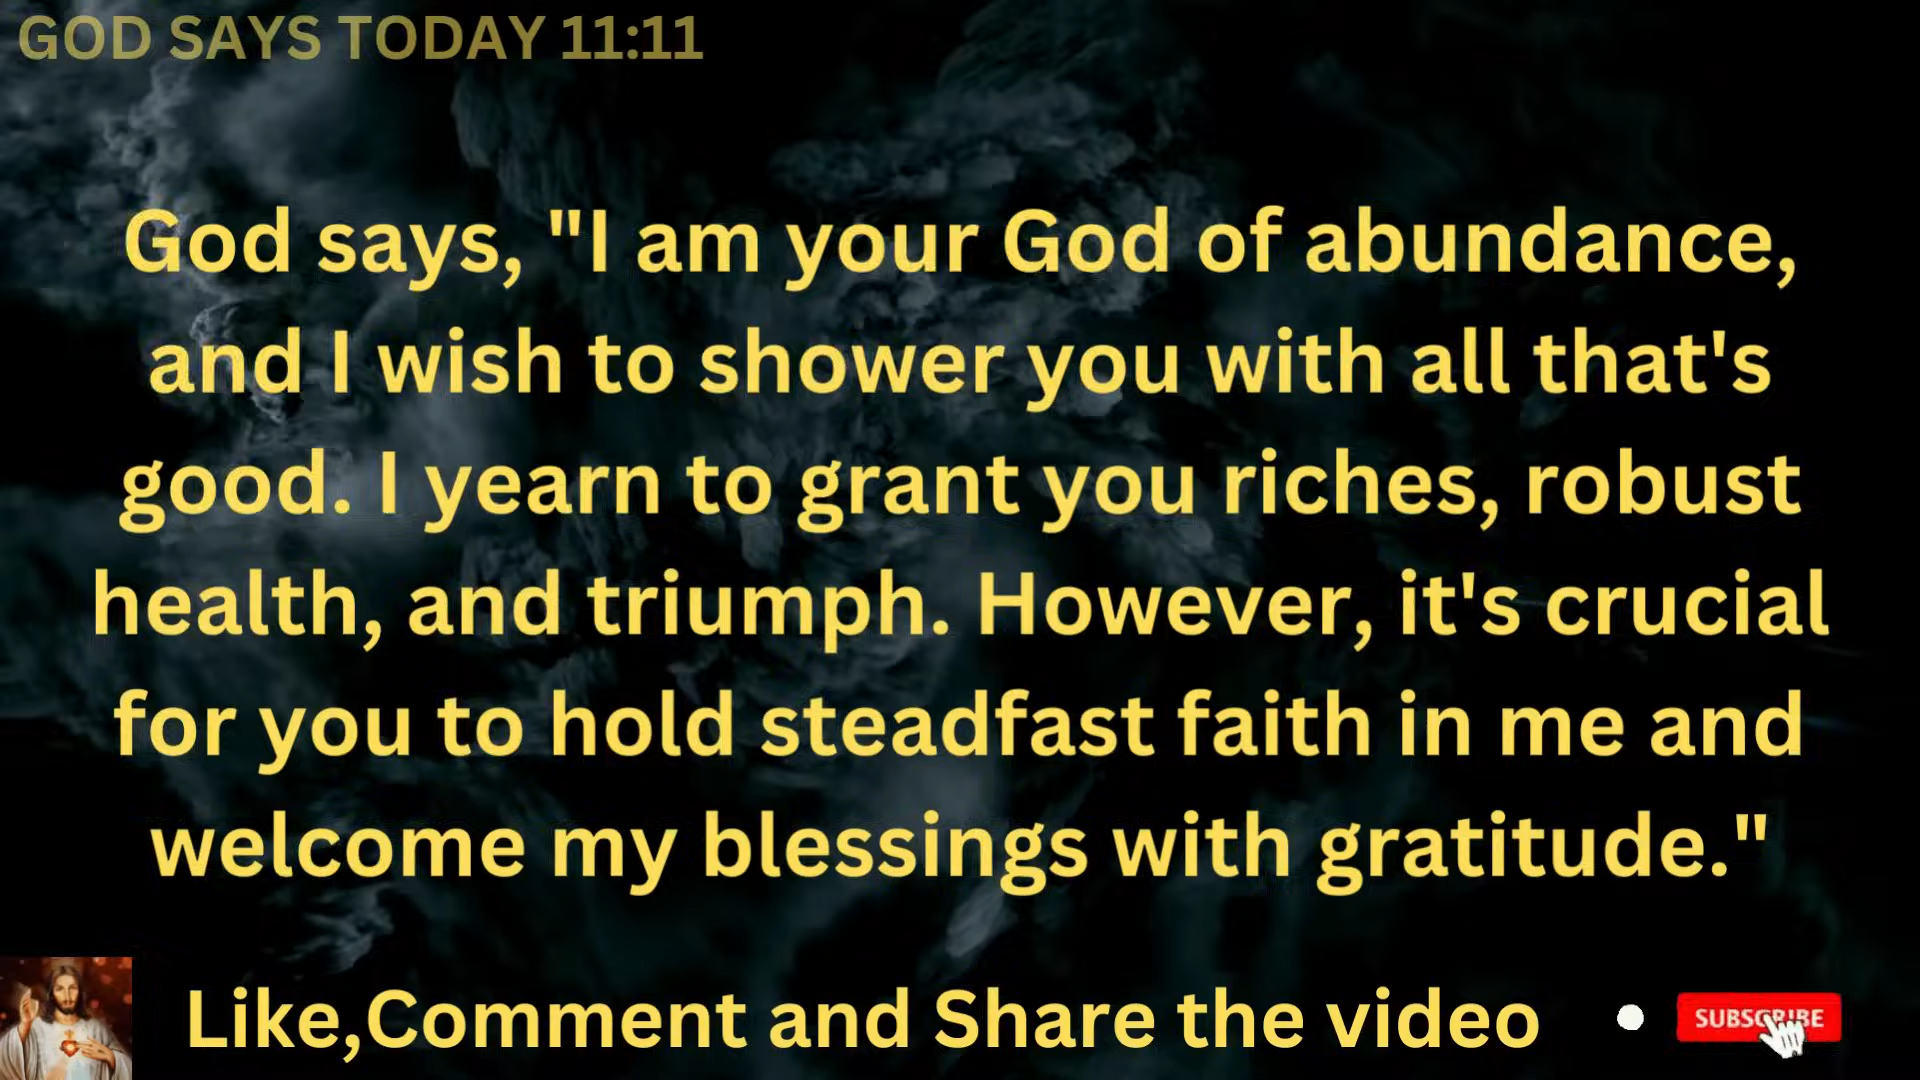 GOD SAYS TODAY 11:11
God says, "I am your God of abundance,
and I wish to shower you with all that's
good. I yearn to grant you riches, robust
health, and triumph. However, it's crucial
for you to hold steadfast faith in me and
welcome my blessings with gratitude."
Like,Comment and Share the video
SUBSCRIBE